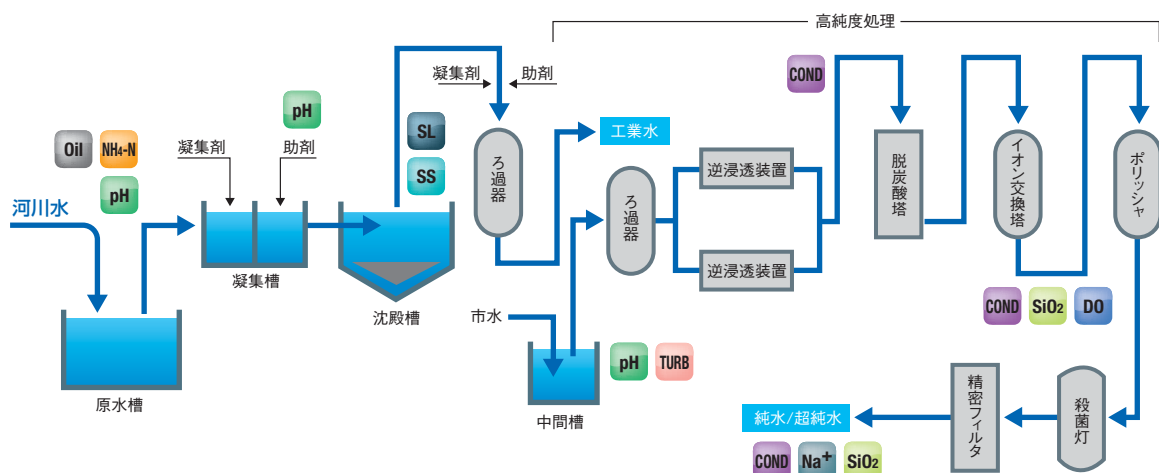 高純度処理
凝集剤
助剤
COND
pH
Oil
NH₄-N
凝集剤
助剤
SL
ろ過器
工業水
脱炭酸塔
イオン交換塔
ポリッシャ
pH
SS
ろ過器
逆浸透装置
河川水
凝集槽
逆浸透装置
沈殿槽
市水
COND
SiO₂
DO
pH
TURB
原水槽
中間槽
純水/超純水
精密フィルタ
殺菌灯
COND
Na⁺
SiO₂